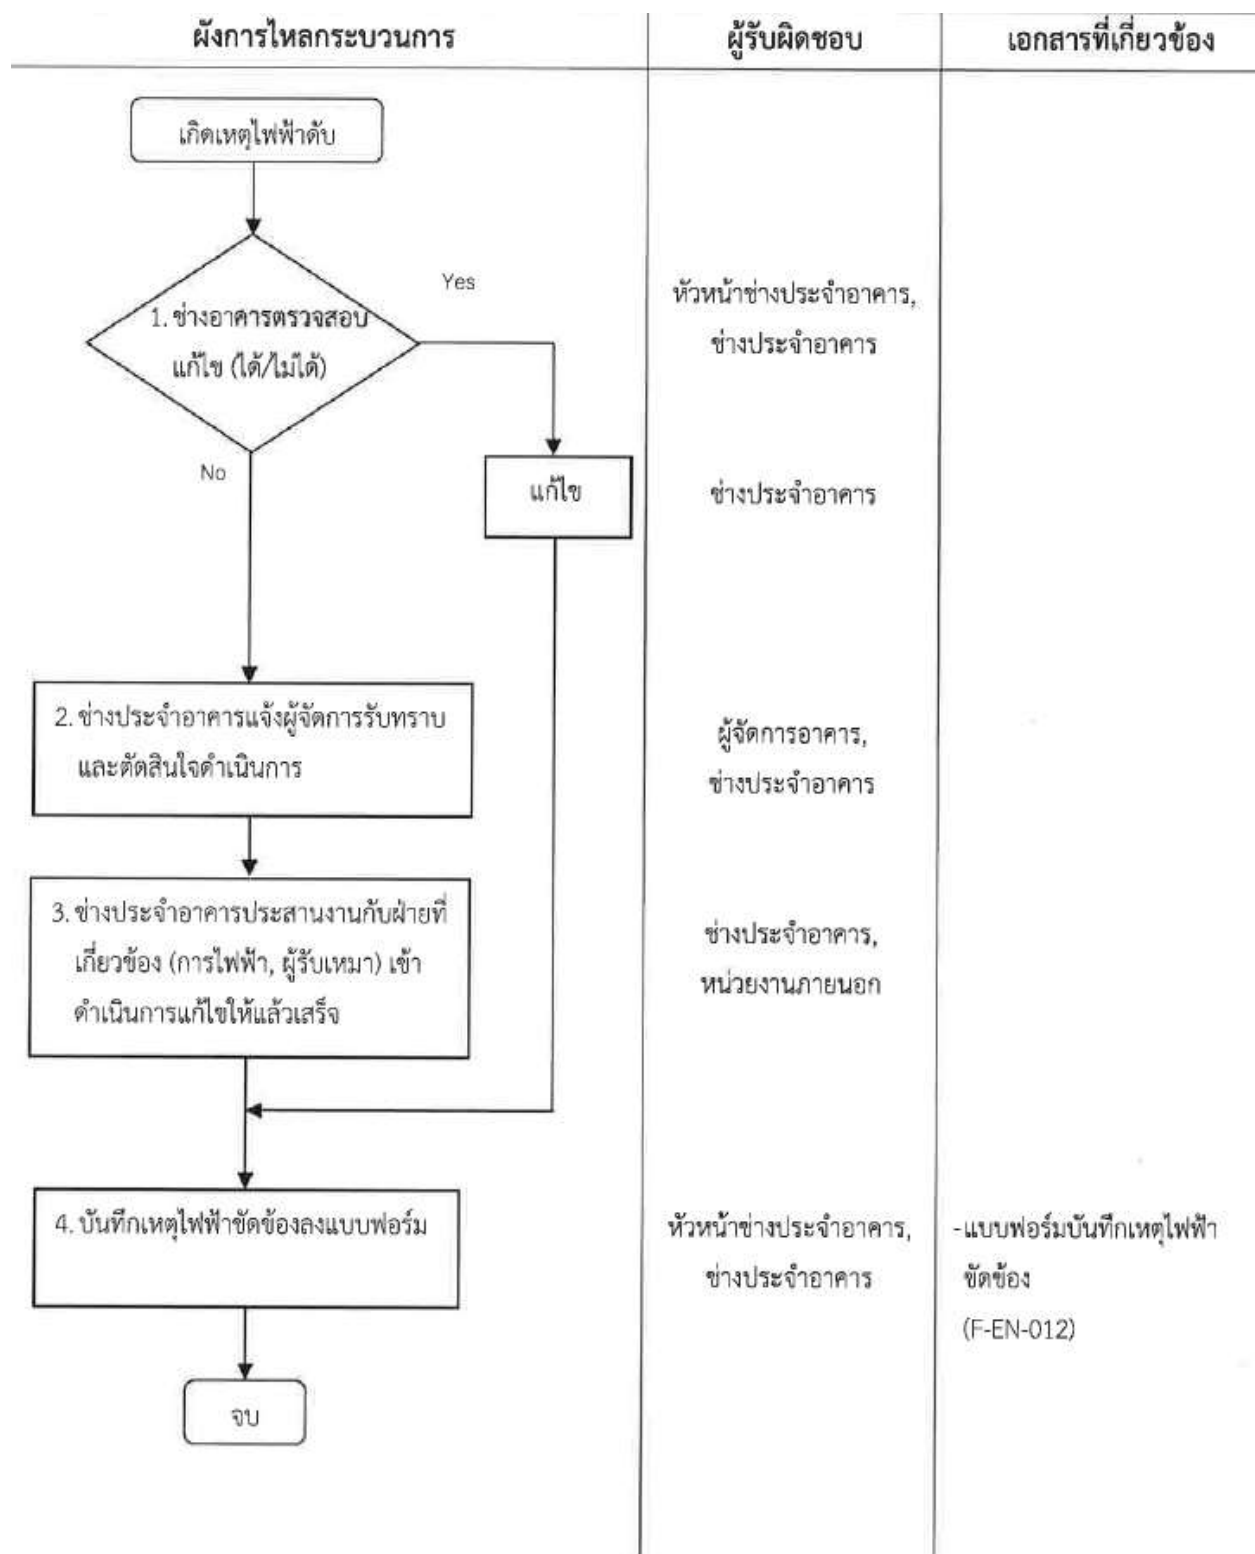 ผังการไหลกระบวนการ
ผู้รับผิดชอบ
เอกสารที่เกี่ยวข้อง
เกิดเหตุไฟฟ้าดับ
Yes
1. ช่างอาคารตรวจสอบ
แก้ไข (ได้/ไม่ได้)
หัวหน้าช่างประจำอาคาร,
ช่างประจำอาคาร
No
แก้ไข
ช่างประจำอาคาร
2. ช่างประจำอาคารแจ้งผู้จัดการรับทราบ
และตัดสินใจดำเนินการ
ผู้จัดการอาคาร,
ช่างประจำอาคาร
3. ช่างประจำอาคารประสานงานกับฝ่ายที่
เกี่ยวข้อง (การไฟฟ้า, ผู้รับเหมา) เข้า
ดำเนินการแก้ไขให้แล้วเสร็จ
ช่างประจำอาคาร,
หน่วยงานภายนอก
4. บันทึกเหตุไฟฟ้าขัดข้องลงแบบฟอร์ม
หัวหน้าช่างประจำอาคาร,
ช่างประจำอาคาร
-แบบฟอร์มบันทึกเหตุไฟฟ้า
ขัดข้อง
(F-EN-012)
จบ